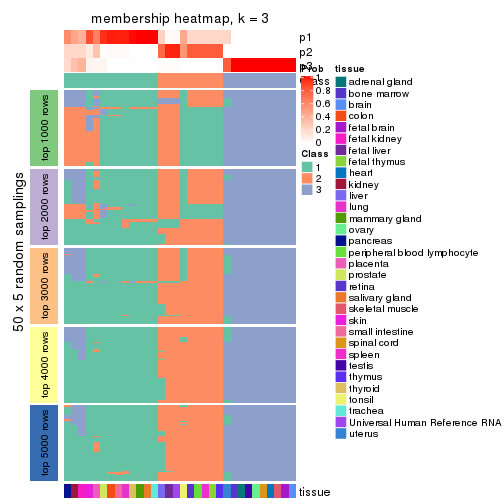 membership heatmap, k = 3
p1
p2
p3
Prob
1
0.8
0.6
0.4
0.2
0
Class
Class
1
2
3
50 x 5 random samplings
top 1000 rows
top 2000 rows
top 3000 rows
top 4000 rows
top 5000 rows
tissue
tissue
adrenal gland
bone marrow
brain
colon
fetal brain
fetal kidney
fetal liver
fetal thymus
heart
kidney
liver
lung
mammary gland
ovary
pancreas
peripheral blood lymphocyte
placenta
prostate
retina
salivary gland
skeletal muscle
skin
small intestine
spinal cord
spleen
testis
thymus
thyroid
tonsil
trachea
Universal Human Reference RNA
uterus